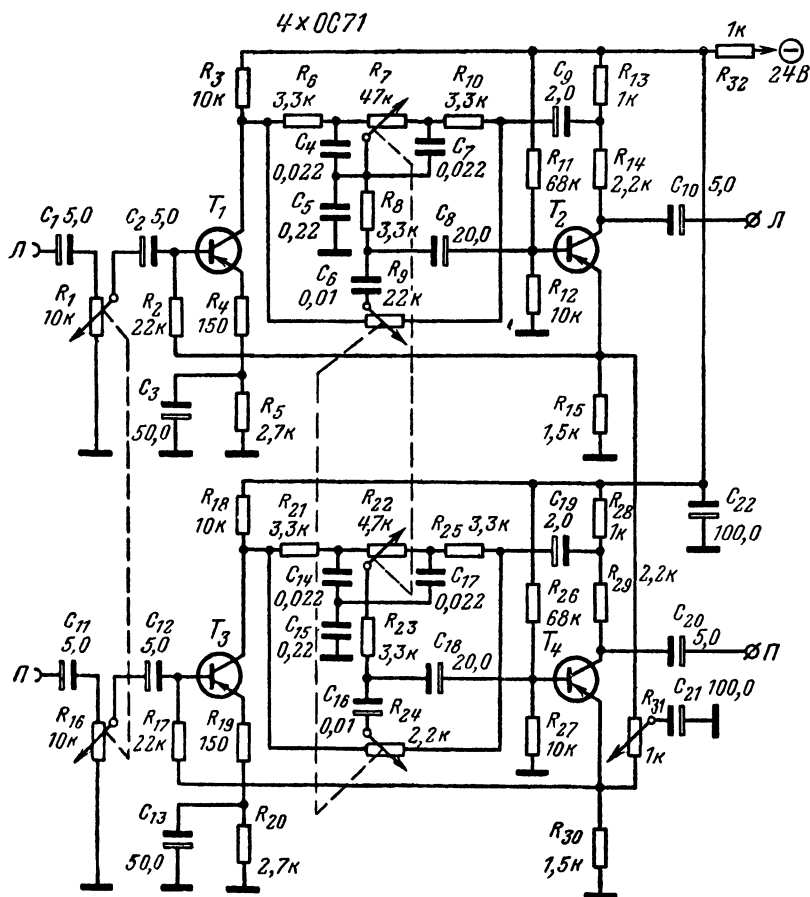 4×ОС71
R3
10к
R6
3,3к
R7
47к
R10
3,3к
C9
2,0
R13
1к
1к
R32
24В
C4
0,022
C7
0,022
R11
68к
R14
2,2к
C10 5,0
Л
C1 5,0
C2 5,0
T1
C5
0,22
R8
3,3к
C8
20,0
T2
Л
R1
10к
R2
22к
R4
150
C6
0,01
R9
22к
R12
10к
C3
50,0
R5
2,7к
R15
1,5к
R18
10к
R21
3,3к
R22
4,7к
R25 3,3к
C19
2,0
R28
1к
C22
100,0
C14
0,022
C17
0,022
R26
68к
R29 2,2к
C15
0,22
R23
3,3к
C18
20,0
T4
C20
5,0
П
C11
5,0
C12
5,0
T3
П
R16
10к
R17
22к
R19
150
C16
0,01
R24
2,2к
R27
10к
R31
1к
C21 100,0
C13
50,0
R20
2,7к
R30
1,5к